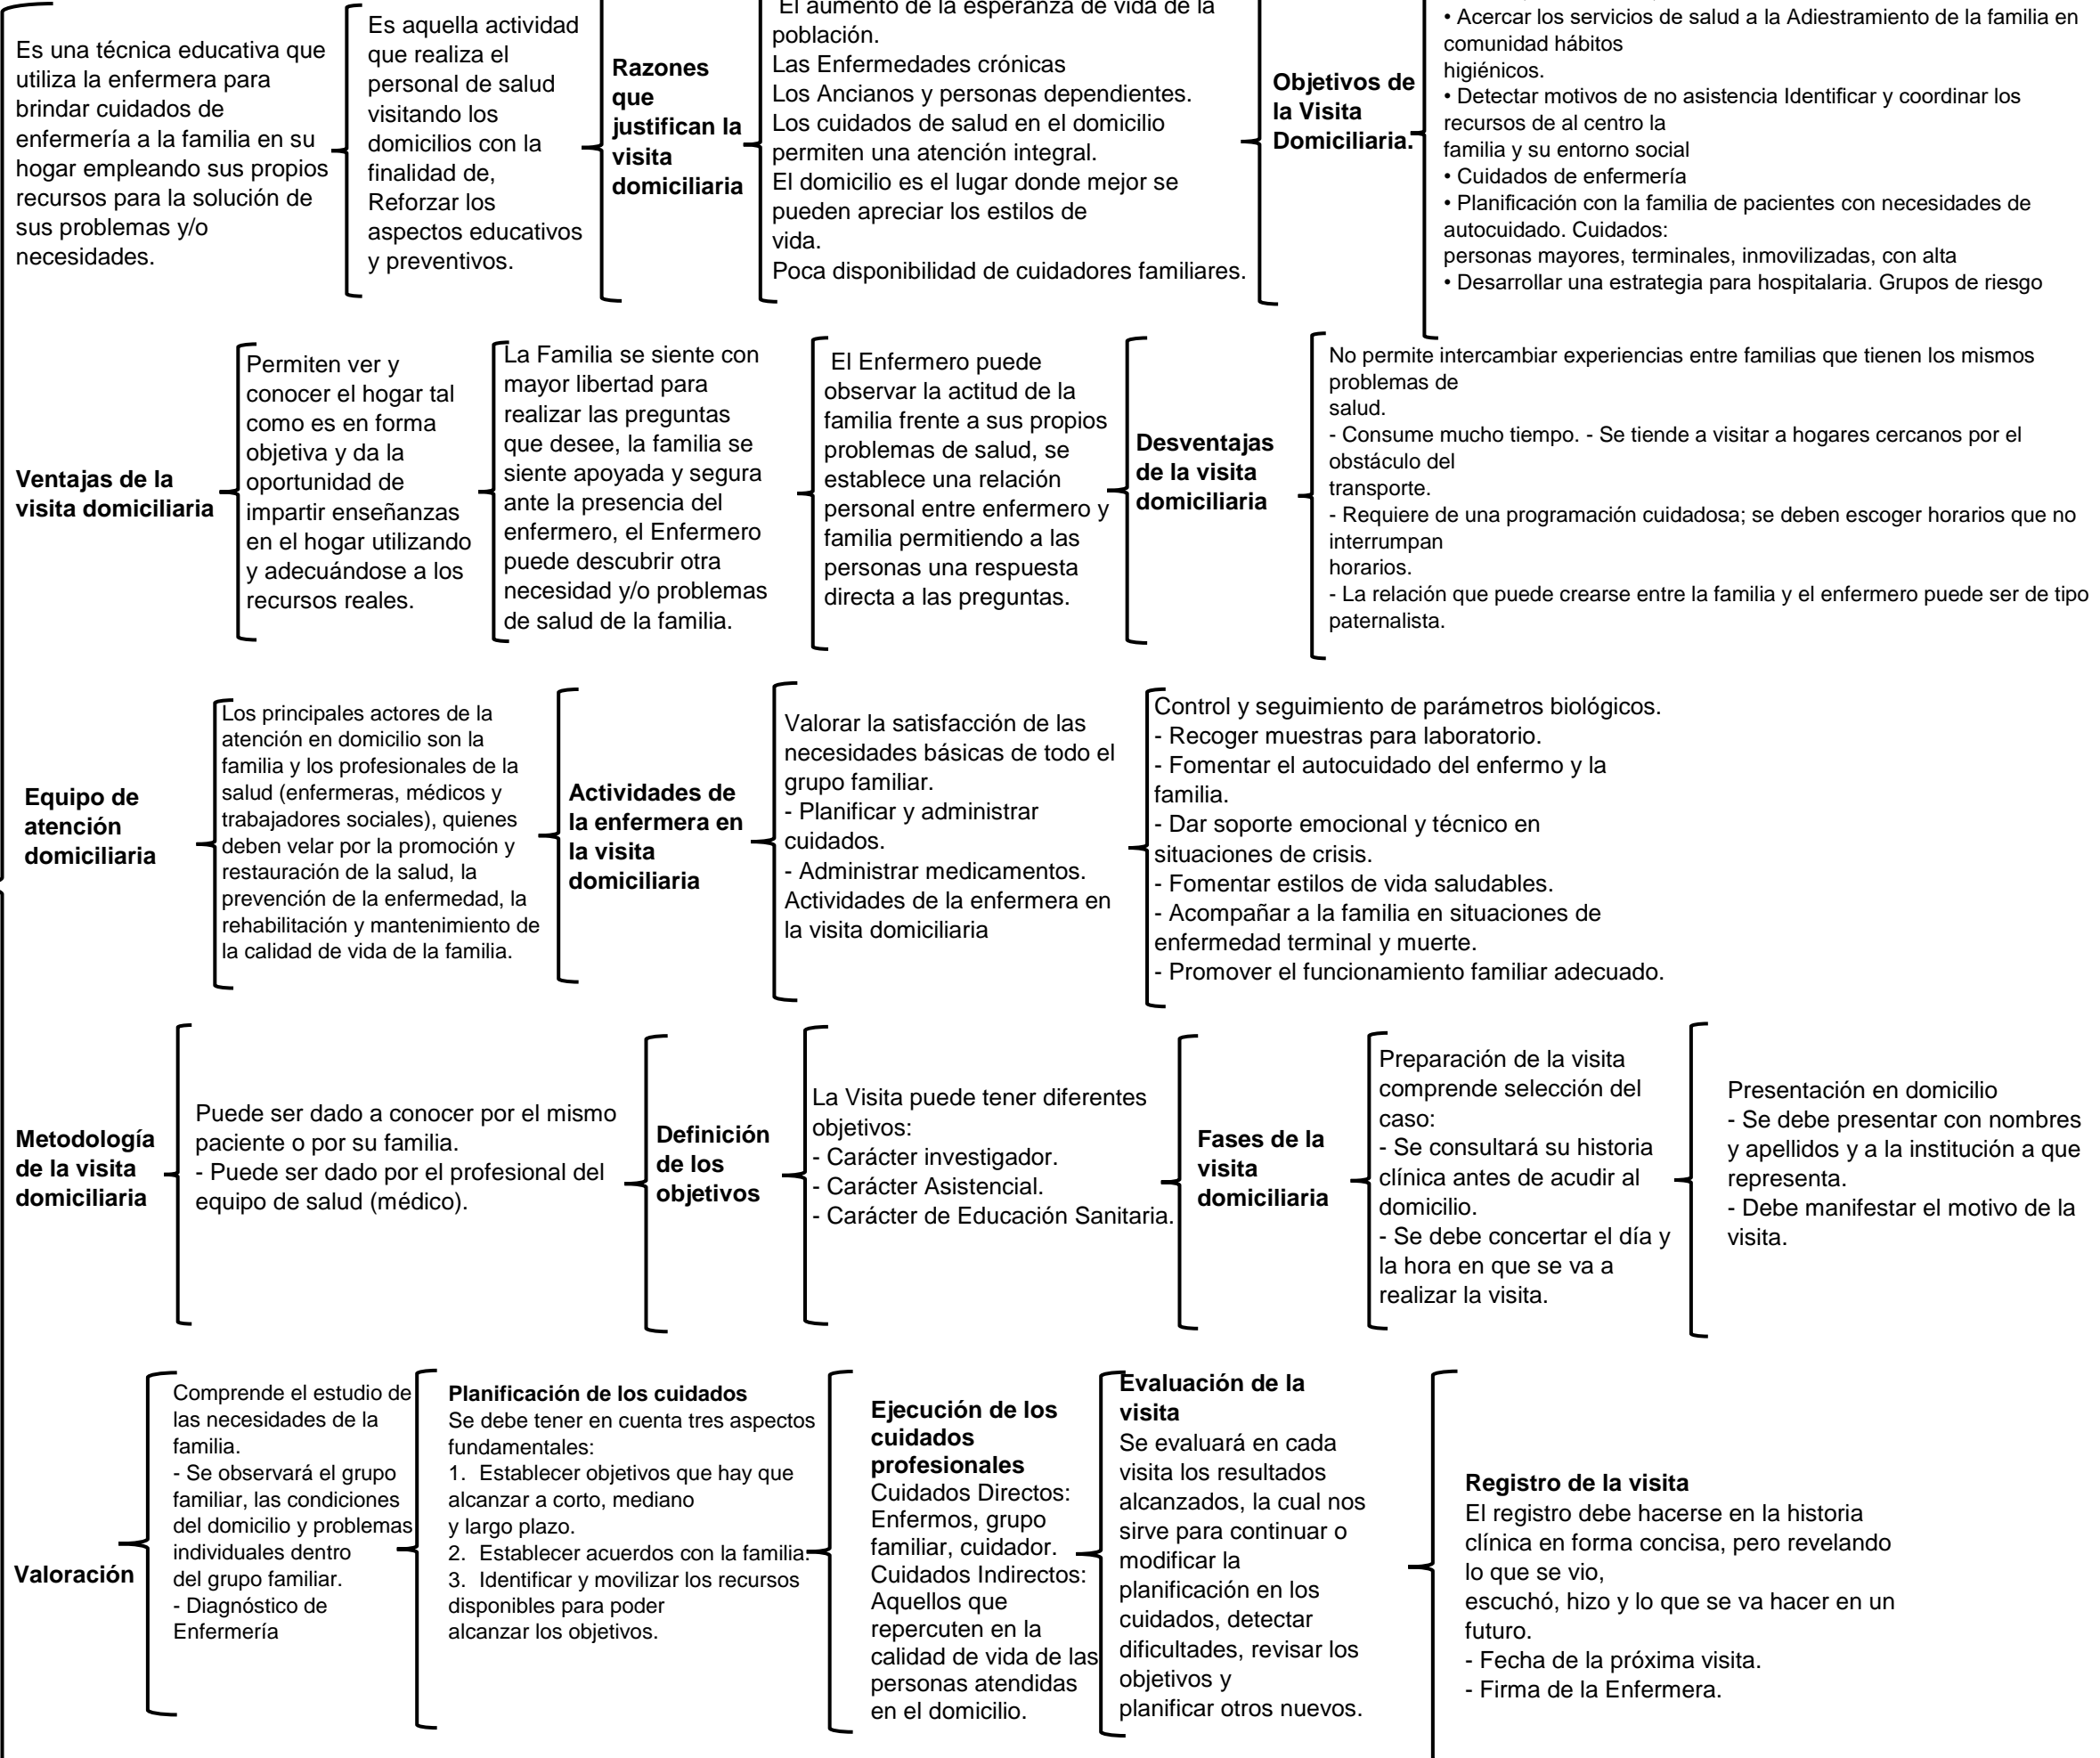 Es una técnica educativa que
utiliza la enfermera para
brindar cuidados de
enfermería a la familia en su
hogar empleando sus propios
recursos para la solución de
sus problemas y/o
necesidades.
Es aquella actividad
que realiza el
personal de salud
visitando los
domicilios con la
finalidad de,
Reforzar los
aspectos educativos
y preventivos.
Razones
que
justifican la
visita
domiciliaria
El aumento de la esperanza de vida de la
población.
Las Enfermedades crónicas
Los Ancianos y personas dependientes.
Los cuidados de salud en el domicilio
permiten una atención integral.
El domicilio es el lugar donde mejor se
pueden apreciar los estilos de
vida.
Poca disponibilidad de cuidadores familiares.
Objetivos de
la Visita
Domiciliaria.
• Acercar los servicios de salud a la Adiestramiento de la familia en
comunidad hábitos
higiénicos.
• Detectar motivos de no asistencia Identificar y coordinar los
recursos de al centro la
familia y su entorno social
• Cuidados de enfermería
• Planificación con la familia de pacientes con necesidades de
autocuidado. Cuidados:
personas mayores, terminales, inmovilizadas, con alta
• Desarrollar una estrategia para hospitalaria. Grupos de riesgo
Ventajas de la
visita domiciliaria
Permiten ver y
conocer el hogar tal
como es en forma
objetiva y da la
oportunidad de
impartir enseñanzas
en el hogar utilizando
y adecuándose a los
recursos reales.
La Familia se siente con
mayor libertad para
realizar las preguntas
que desee, la familia se
siente apoyada y segura
ante la presencia del
enfermero, el Enfermero
puede descubrir otra
necesidad y/o problemas
de salud de la familia.
El Enfermero puede
observar la actitud de la
familia frente a sus propios
problemas de salud, se
establece una relación
personal entre enfermero y
familia permitiendo a las
personas una respuesta
directa a las preguntas.
Desventajas
de la visita
domiciliaria
No permite intercambiar experiencias entre familias que tienen los mismos
problemas de
salud.
- Consume mucho tiempo. - Se tiende a visitar a hogares cercanos por el
obstáculo del
transporte.
- Requiere de una programación cuidadosa; se deben escoger horarios que no
interrumpan
horarios.
- La relación que puede crearse entre la familia y el enfermero puede ser de tipo
paternalista.
Equipo de
atención
domiciliaria
Los principales actores de la
atención en domicilio son la
familia y los profesionales de la
salud (enfermeras, médicos y
trabajadores sociales), quienes
deben velar por la promoción y
restauración de la salud, la
prevención de la enfermedad, la
rehabilitación y mantenimiento de
la calidad de vida de la familia.
Actividades de
la enfermera en
la visita
domiciliaria
Valorar la satisfacción de las
necesidades básicas de todo el
grupo familiar.
- Planificar y administrar
cuidados.
- Administrar medicamentos.
Actividades de la enfermera en
la visita domiciliaria
Control y seguimiento de parámetros biológicos.
- Recoger muestras para laboratorio.
- Fomentar el autocuidado del enfermo y la
familia.
- Dar soporte emocional y técnico en
situaciones de crisis.
- Fomentar estilos de vida saludables.
- Acompañar a la familia en situaciones de
enfermedad terminal y muerte.
- Promover el funcionamiento familiar adecuado.
Metodología
de la visita
domiciliaria
Puede ser dado a conocer por el mismo
paciente o por su familia.
- Puede ser dado por el profesional del
equipo de salud (médico).
Definición
de los
objetivos
La Visita puede tener diferentes
objetivos:
- Carácter investigador.
- Carácter Asistencial.
- Carácter de Educación Sanitaria.
Fases de la
visita
domiciliaria
Preparación de la visita
comprende selección del
caso:
- Se consultará su historia
clínica antes de acudir al
domicilio.
- Se debe concertar el día y
la hora en que se va a
realizar la visita.
Presentación en domicilio
- Se debe presentar con nombres
y apellidos y a la institución a que
representa.
- Debe manifestar el motivo de la
visita.
Valoración
Comprende el estudio de
las necesidades de la
familia.
- Se observará el grupo
familiar, las condiciones
del domicilio y problemas
individuales dentro
del grupo familiar.
- Diagnóstico de
Enfermería
Planificación de los cuidados
Se debe tener en cuenta tres aspectos
fundamentales:
1. Establecer objetivos que hay que
alcanzar a corto, mediano
y largo plazo.
2. Establecer acuerdos con la familia.
3. Identificar y movilizar los recursos
disponibles para poder
alcanzar los objetivos.
Ejecución de los
cuidados
profesionales
Cuidados Directos:
Enfermos, grupo
familiar, cuidador.
Cuidados Indirectos:
Aquellos que
repercuten en la
calidad de vida de las
personas atendidas
en el domicilio.
Evaluación de la
visita
Se evaluará en cada
visita los resultados
alcanzados, la cual nos
sirve para continuar o
modificar la
planificación en los
cuidados, detectar
dificultades, revisar los
objetivos y
planificar otros nuevos.
Registro de la visita
El registro debe hacerse en la historia
clínica en forma concisa, pero revelando
lo que se vio,
escuchó, hizo y lo que se va hacer en un
futuro.
- Fecha de la próxima visita.
- Firma de la Enfermera.